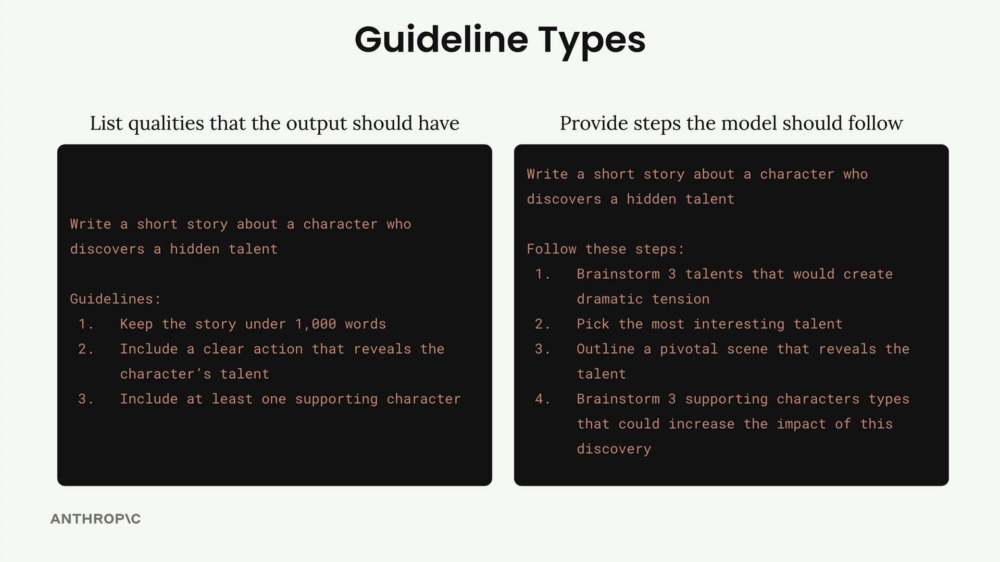 Guideline Types
List qualities that the output should have
Write a short story about a character who
discovers a hidden talent
Guidelines:
1. Keep the story under 1,000 words
2. Include a clear action that reveals the
character’s talent
3. Include at least one supporting character
Provide steps the model should follow
Write a short story about a character who
discovers a hidden talent
Follow these steps:
1. Brainstorm 3 talents that would create
dramatic tension
2. Pick the most interesting talent
3. Outline a pivotal scene that reveals the
talent
4. Brainstorm 3 supporting characters types
that could increase the impact of this
discovery
ANTHROP\C